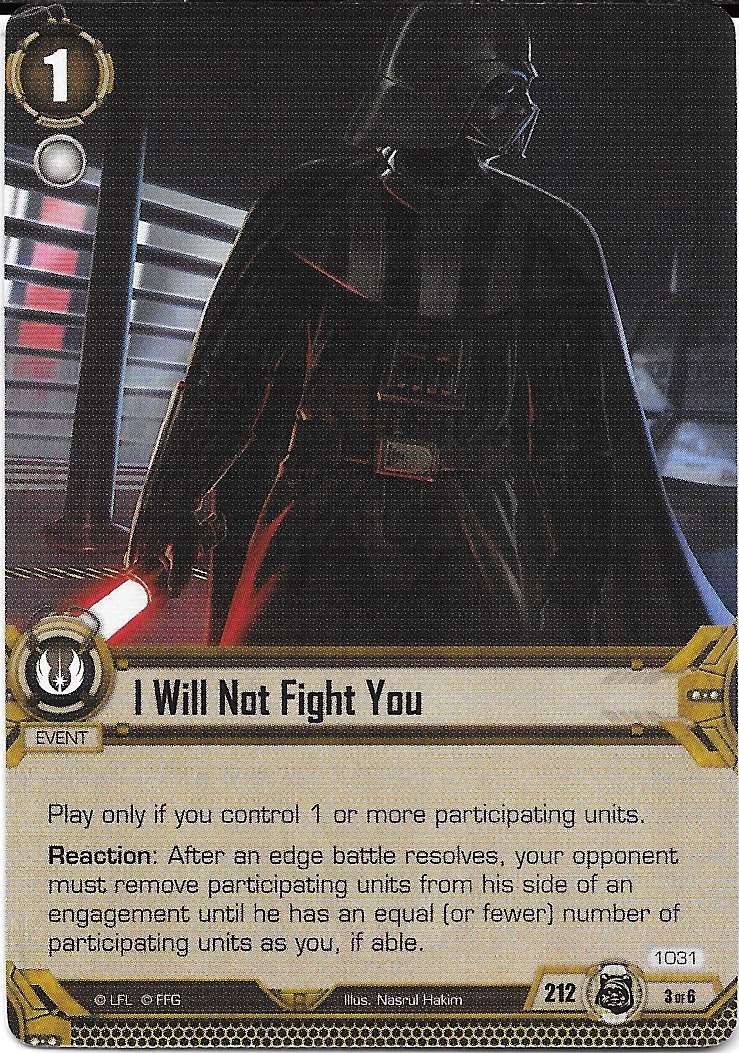 1
I Will Not Fight You
EVENT
Play only if you control 1 or more participating units.
Reaction: After an edge battle resolves, your opponent
must remove participating units from his side of an
engagement until he has an equal (or fewer) number of
participating units as you, if able.
1031
© LFL © FFG
Illus. Nasrul Hakim
212
3 OF 6